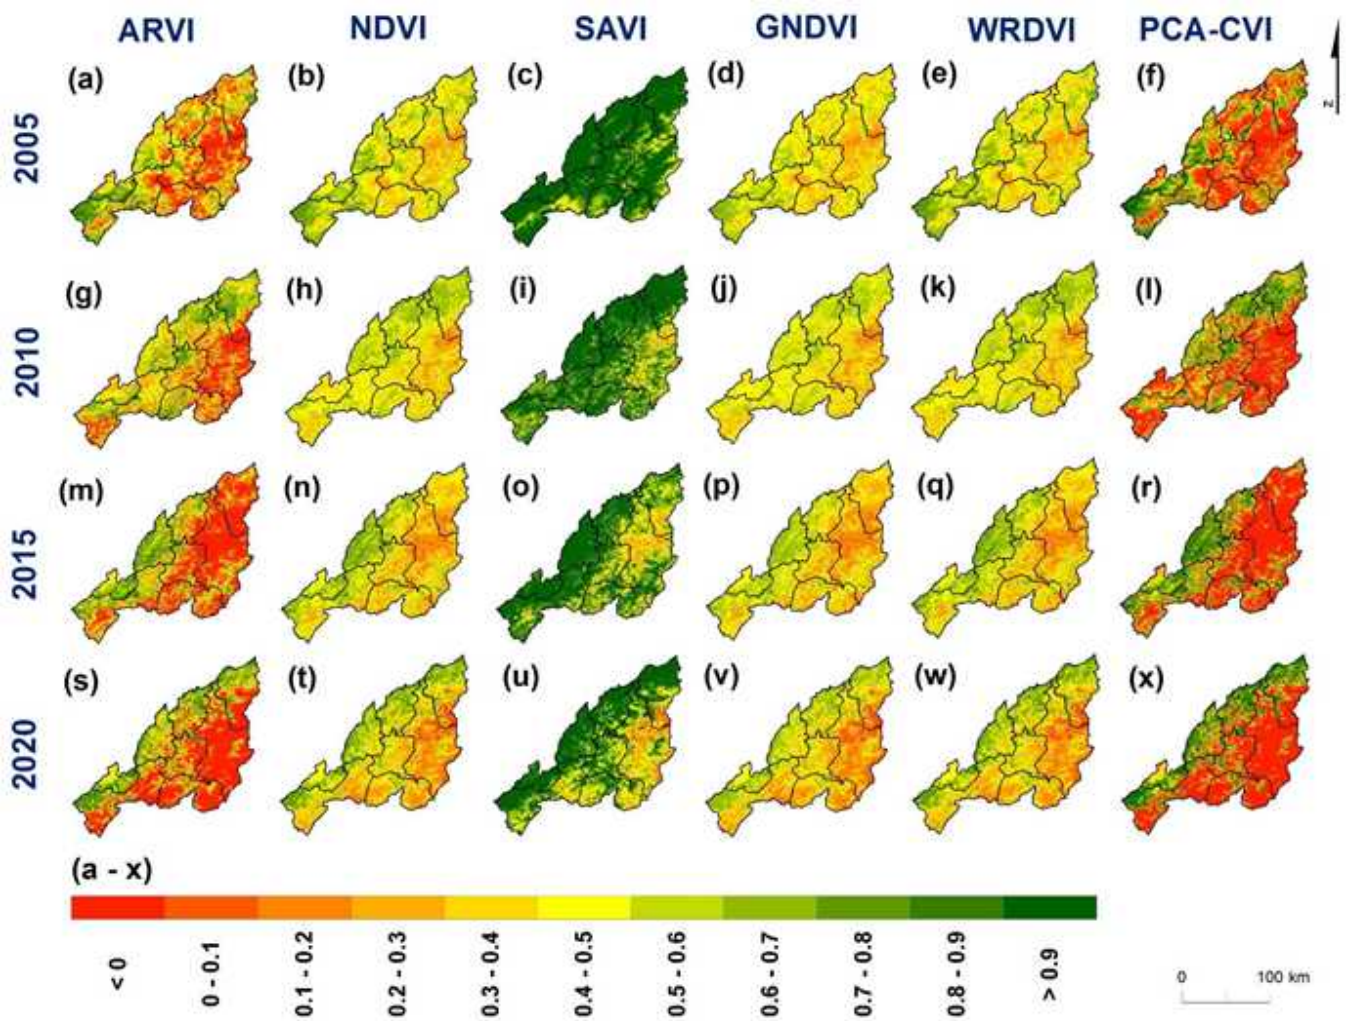 ARVI NDVI SAVI GNDVI WRDVI PCA-CVI
2005 (a) (b) (c) (d) (e) (f) z
2010 (g) (h) (i) (j) (k) (l)
2015 (m) (n) (o) (p) (q) (r)
2020 (s) (t) (u) (v) (w) (x)
(a - x)
< 0 0 - 0.1 0.1 - 0.2 0.2 - 0.3 0.3 - 0.4 0.4 - 0.5 0.5 - 0.6 0.6 - 0.7 0.7 - 0.8 0.8 - 0.9 > 0.9
0 100 km